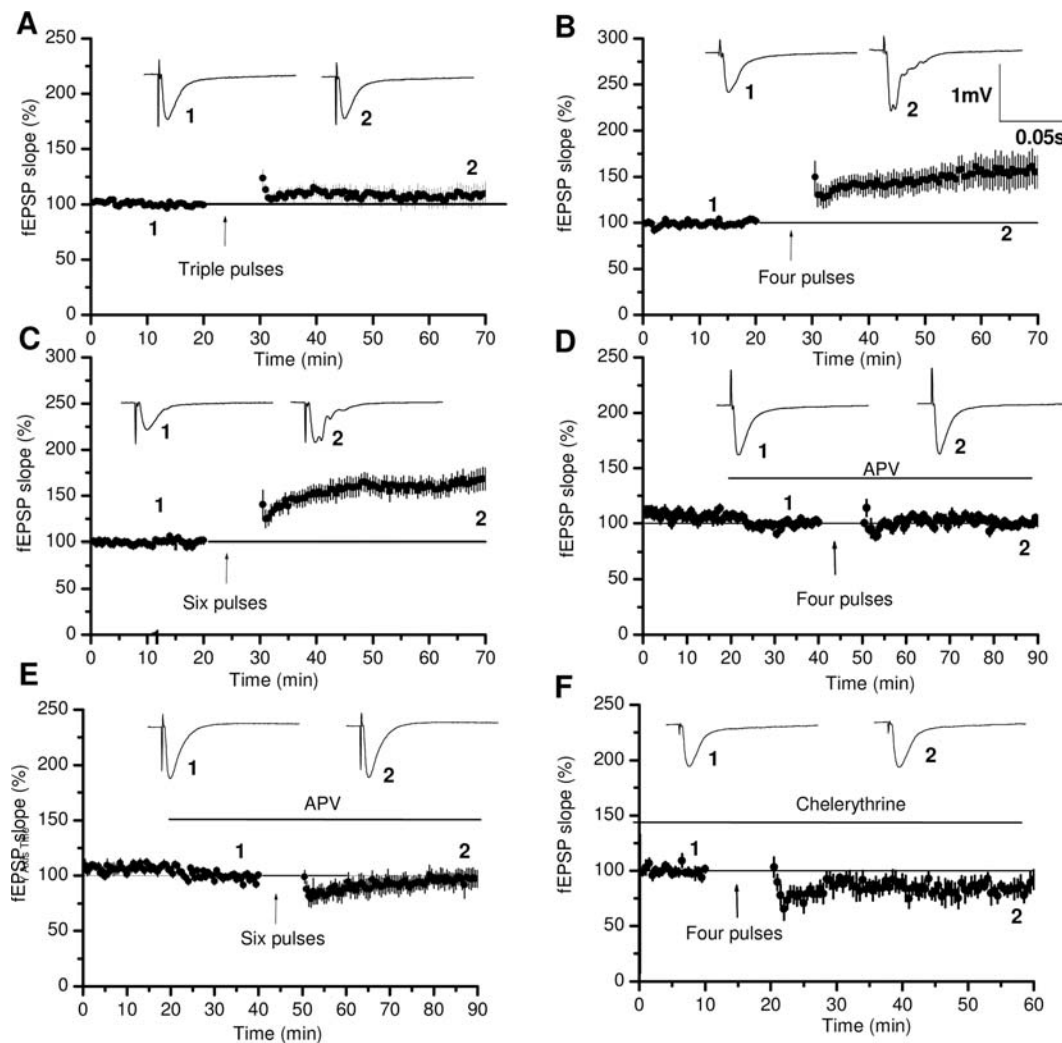 A
fEPSP slope (%)
250
200
150
100
50
0
1
2
2
1
Triple pulses
0 10 20 30 40 50 60 70
Time (min)
B
fEPSP slope (%)
300
250
200
150
100
50
0
1
2
1mV
0.05s
1
2
Four pulses
0 10 20 30 40 50 60 70
Time (min)
C
fEPSP slope (%)
300
250
200
150
100
50
0
1
2
1
2
Six pulses
1
0 10 20 30 40 50 60 70
Time (min)
D
fEPSP slope (%)
250
200
150
100
50
0
1
2
APV
1
2
Four pulses
0 10 20 30 40 50 60 70 80 90
Time (min)
E
fEPSP slope (%)
250
200
150
100
50
0
1
2
APV
1
2
Six pulses
0 10 20 30 40 50 60 70 80 90
Time (min)
F
fEPSP slope (%)
250
200
150
100
50
0
1
2
Chelerythrine
1
2
Four pulses
0 10 20 30 40 50 60
Time (min)